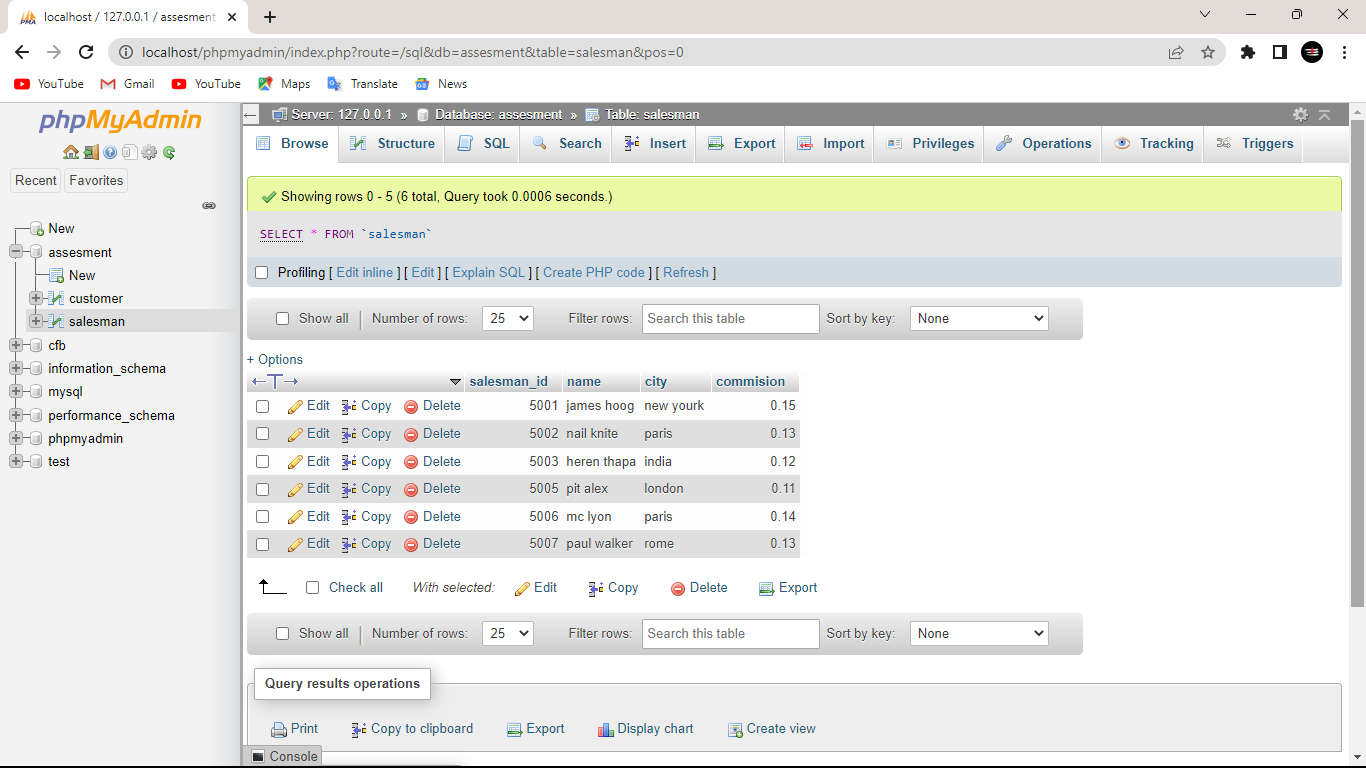 localhost / 127.0.0.1 / assesment
localhost/phpmyadmin/index.php?route=/sql&db=assesment&table=salesman&pos=0
YouTube Gmail YouTube Maps Translate News
phpMyAdmin
Recent Favorites
New
assesment
New
customer
salesman
cfb
information_schema
mysql
performance_schema
phpmyadmin
test
Server: 127.0.0.1 » Database: assesment » Table: salesman
Browse Structure SQL Search Insert Export Import Privileges Operations Tracking Triggers
Showing rows 0 - 5 (6 total, Query took 0.0006 seconds.)
SELECT * FROM `salesman`
Profiling [ Edit inline ] [ Edit ] [ Explain SQL ] [ Create PHP code ] [ Refresh ]
Show all | Number of rows: 25 Filter rows: Search this table Sort by key: None
+ Options
←T→ salesman_id name city commision
Edit Copy Delete 5001 james hoog new yourk 0.15
Edit Copy Delete 5002 nail knite paris 0.13
Edit Copy Delete 5003 heren thapa india 0.12
Edit Copy Delete 5005 pit alex london 0.11
Edit Copy Delete 5006 mc lyon paris 0.14
Edit Copy Delete 5007 paul walker rome 0.13
Check all With selected: Edit Copy Delete Export
Show all | Number of rows: 25 Filter rows: Search this table Sort by key: None
Query results operations
Print Copy to clipboard Export Display chart Create view
Console